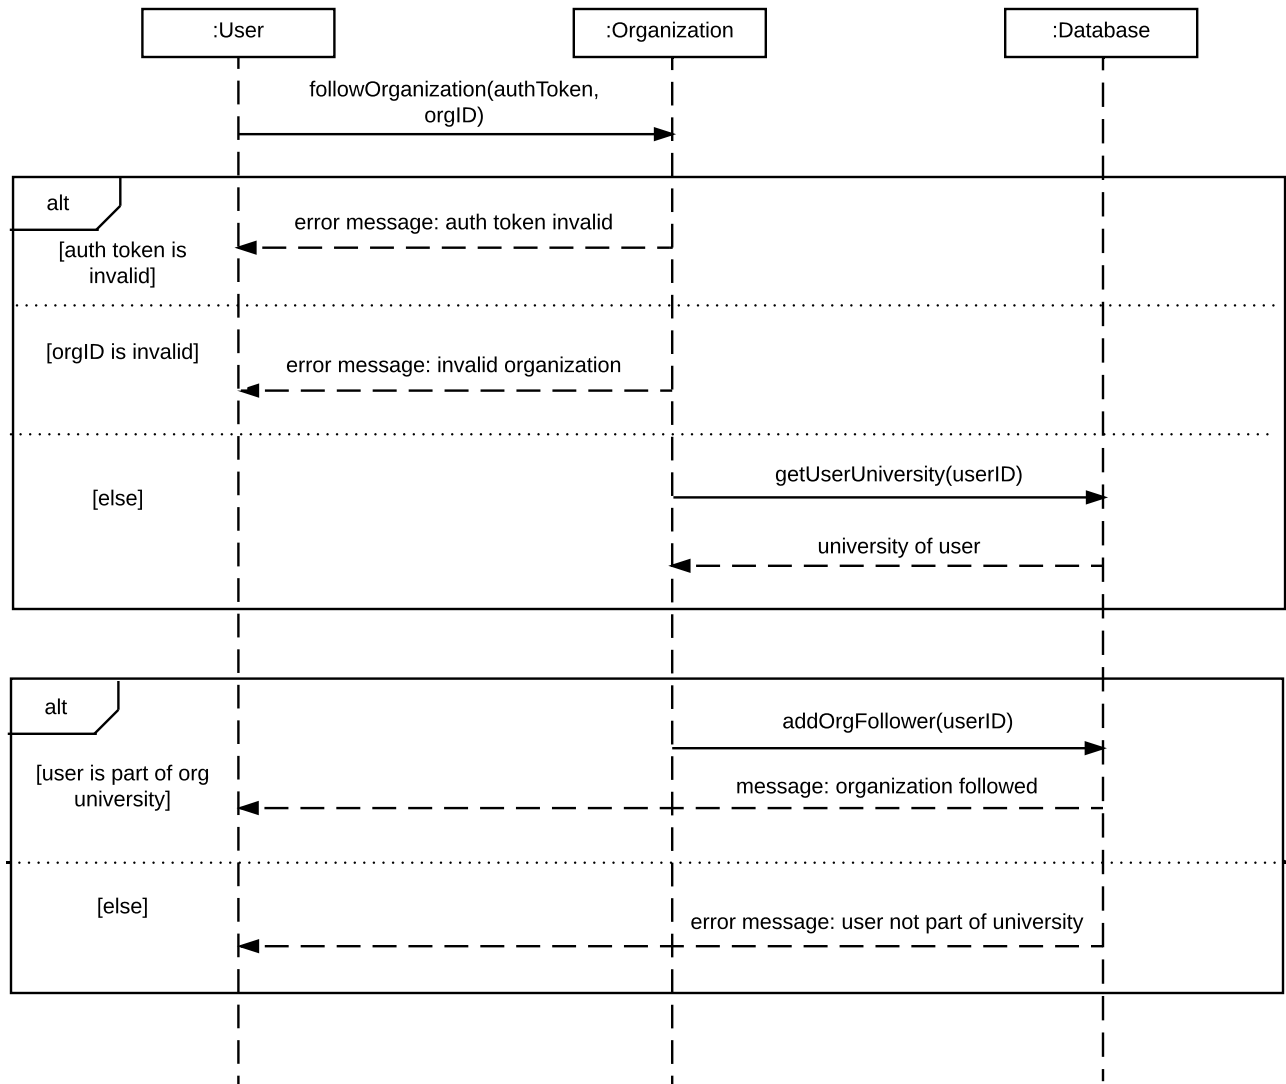 :User
:Organization
:Database
followOrganization(authToken,
orgID)
alt
error message: auth token invalid
[auth token is
invalid]
[orgID is invalid]
error message: invalid organization
getUserUniversity(userID)
[else]
university of user
alt
addOrgFollower(userID)
[user is part of org
university]
message: organization followed
[else]
error message: user not part of university